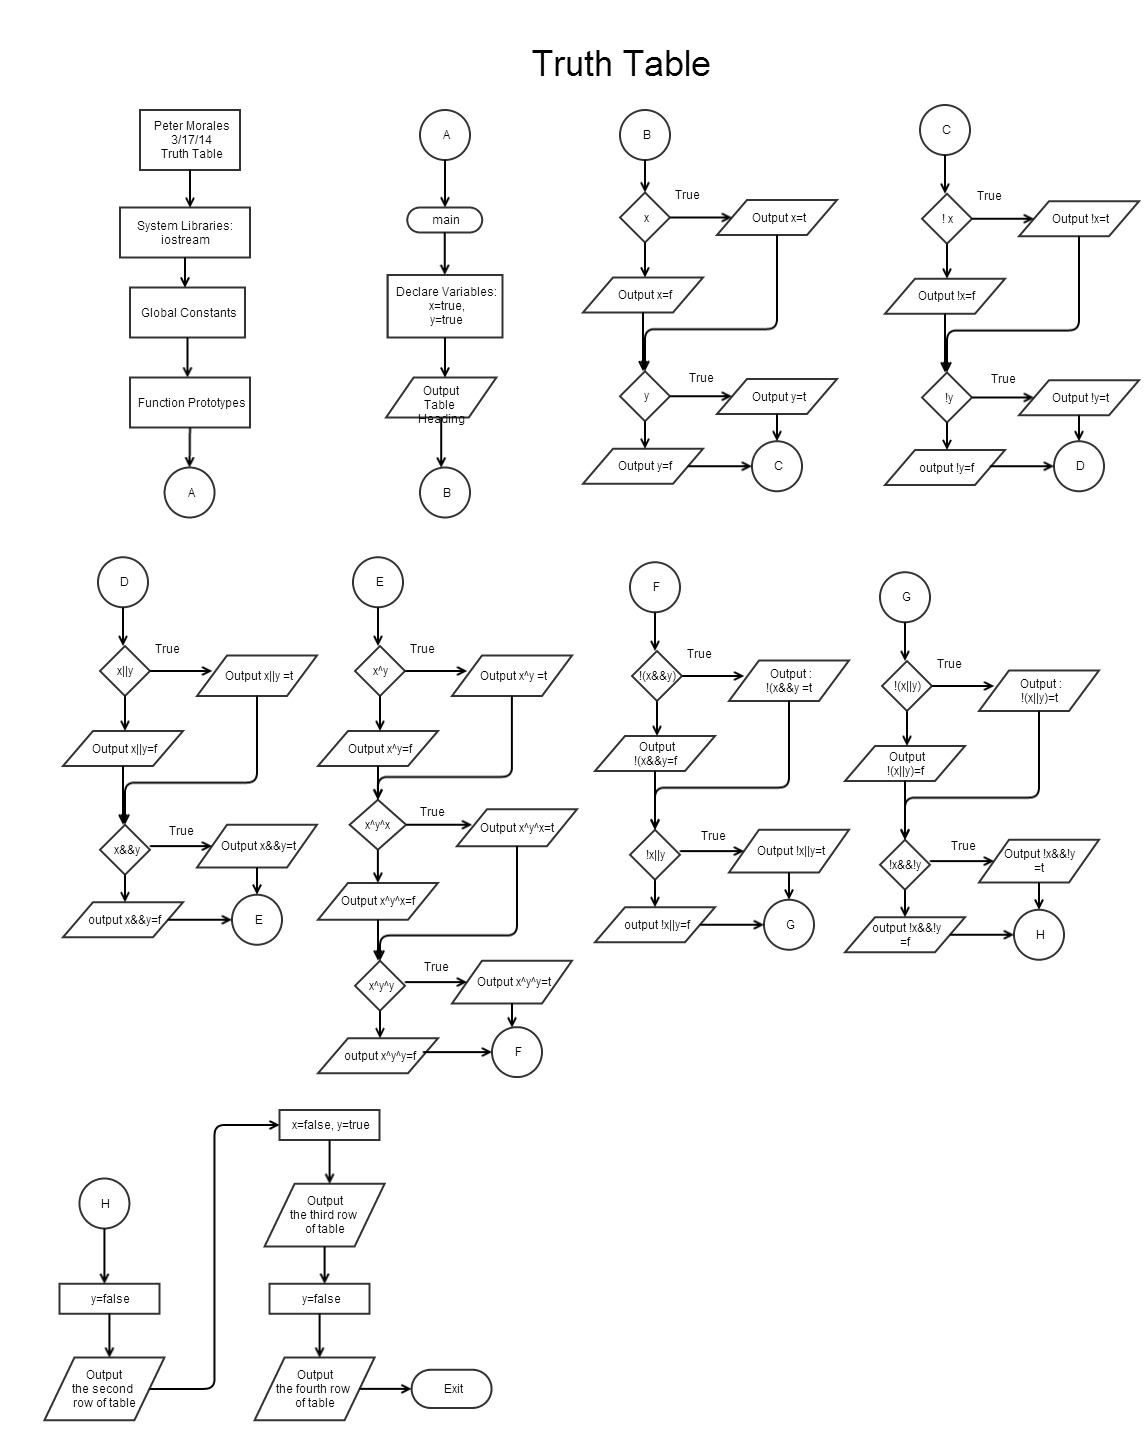 Truth Table
Peter Morales
3/17/14
Truth Table
System Libraries:
iostream
Global Constants
Function Prototypes
A
A
main
Declare Variables:
x=true,
y=true
Output
Table
Heading
B
B
x
True
Output x=t
Output x=f
y
True
Output y=t
Output y=f
C
C
! x
True
Output !x=t
Output !x=f
!y
True
Output !y=t
output !y=f
D
D
x||y
True
Output x||y =t
Output x||y=f
x&&y
True
Output x&&y=t
output x&&y=f
E
E
x^y
True
Output x^y =t
Output x^y=f
x^y^x
True
Output x^y^x=t
Output x^y^x=f
x^y^y
True
Output x^y^y=t
output x^y^y=f
F
F
!(x&&y)
True
Output :
!(x&&y =t
Output
!(x&&y=f
!x||y
True
Output !x||y=t
output !x||y=f
G
G
!(x||y)
True
Output :
!(x||y)=t
Output
!(x||y)=f
!x&&!y
True
Output !x&&!y
=t
output !x&&!y
=f
H
H
y=false
Output
the second
row of table
x=false, y=true
Output
the third row
of table
y=false
Output
the fourth row
of table
Exit